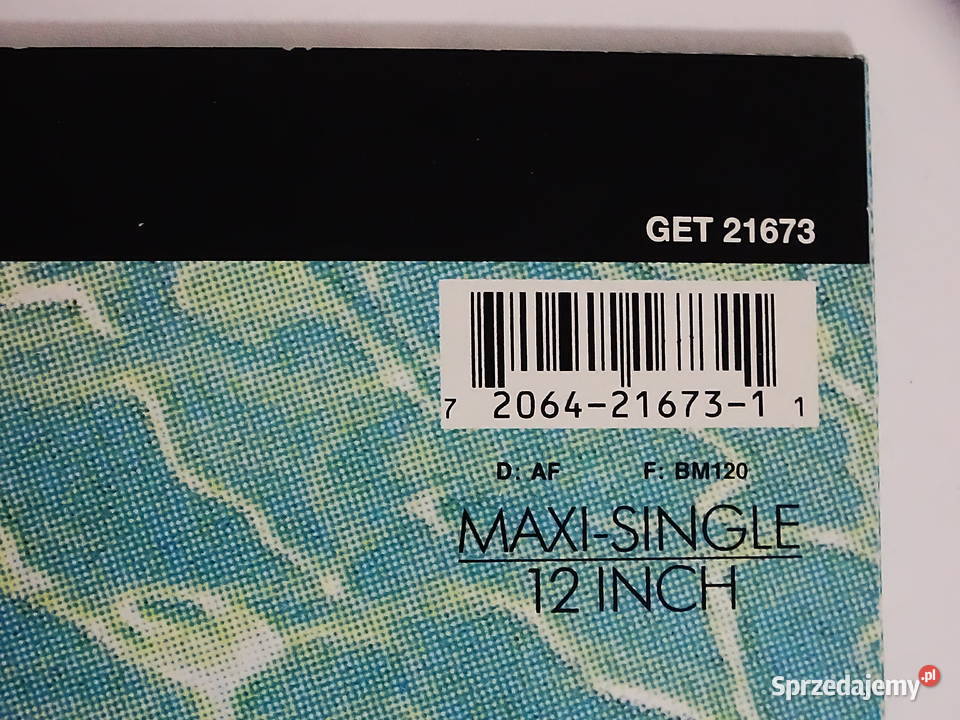 GET 21673
7 2064-21673-1 1
D: AF F: BM120
MAXI-SINGLE
12 INCH
Sprzedajemy.pl